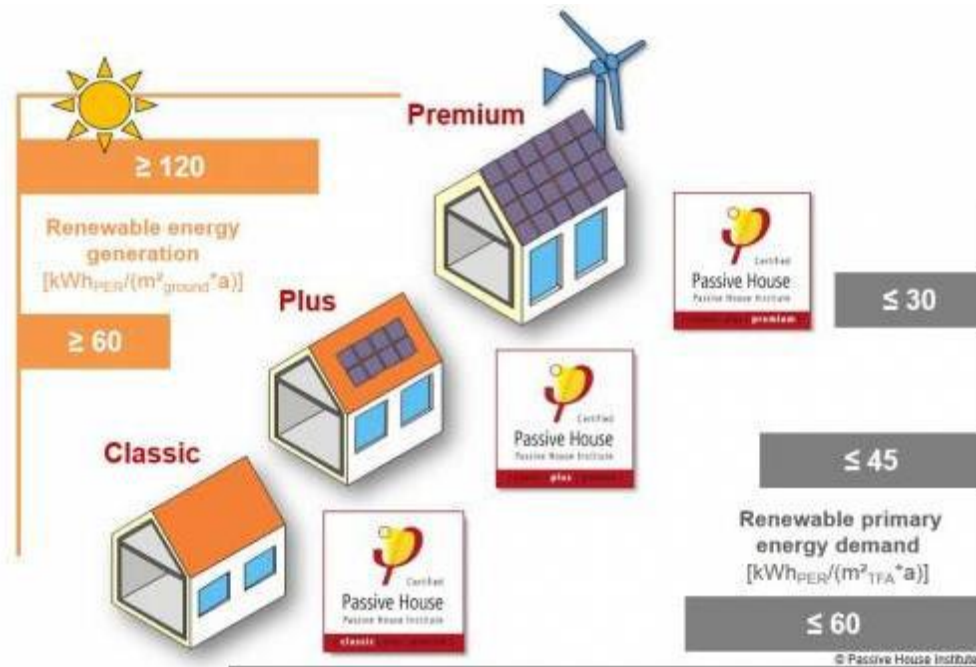 Premium
≥ 120
Renewable energy
generation
[kWhPER/(m²ground*a)]
Certified
Passive House
Passive House Institute
premium
≤ 30
Plus
≥ 60
Certified
Passive House
Passive House Institute
plus
≤ 45
Classic
Renewable primary
energy demand
[kWhPER/(m²TFA*a)]
Certified
Passive House
Passive House Institute
classic
≤ 60
© Passive House Institute